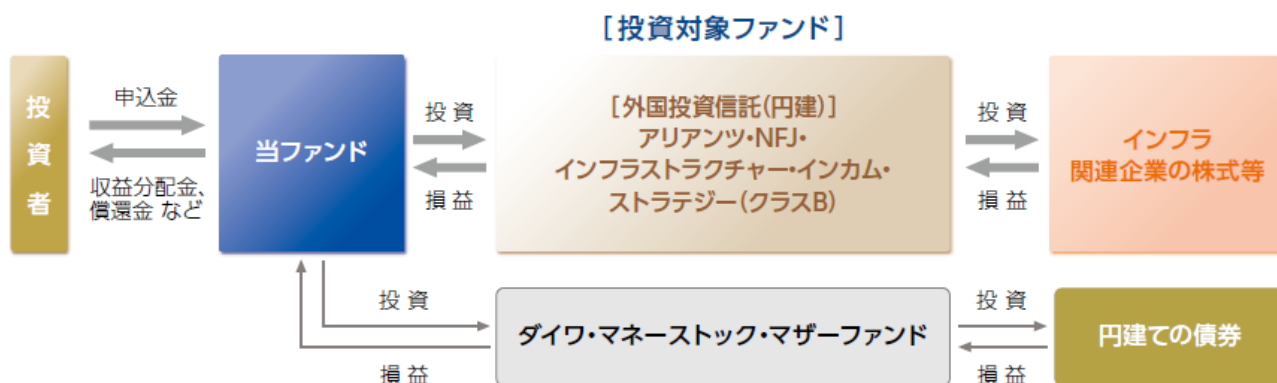 [投資対象ファンド]
投資者
申込金
収益分配金、
償還金 など
当ファンド
投 資
損 益
[外国投資信託(円建)]
アリアンツ・NFJ・
インフラストラクチャー・インカム・
ストラテジー(クラスB)
投 資
損 益
インフラ
関連企業の株式等
投 資
損 益
ダイワ・マネーストック・マザーファンド
投 資
損 益
円建ての債券